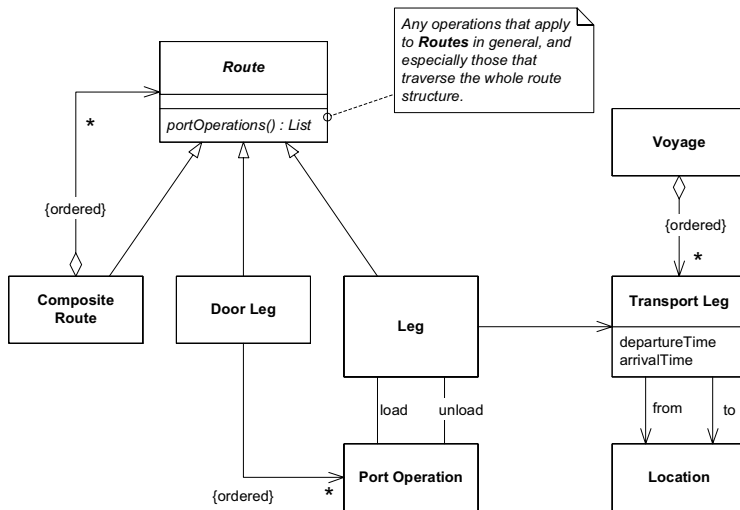 Route
portOperations() : List
Any operations that apply
to Routes in general, and
especially those that
traverse the whole route
structure.
*
{ordered}
Voyage
{ordered}
*
Composite
Route
Door Leg
Leg
Transport Leg
departureTime
arrivalTime
load
unload
from
to
{ordered}
*
Port Operation
Location